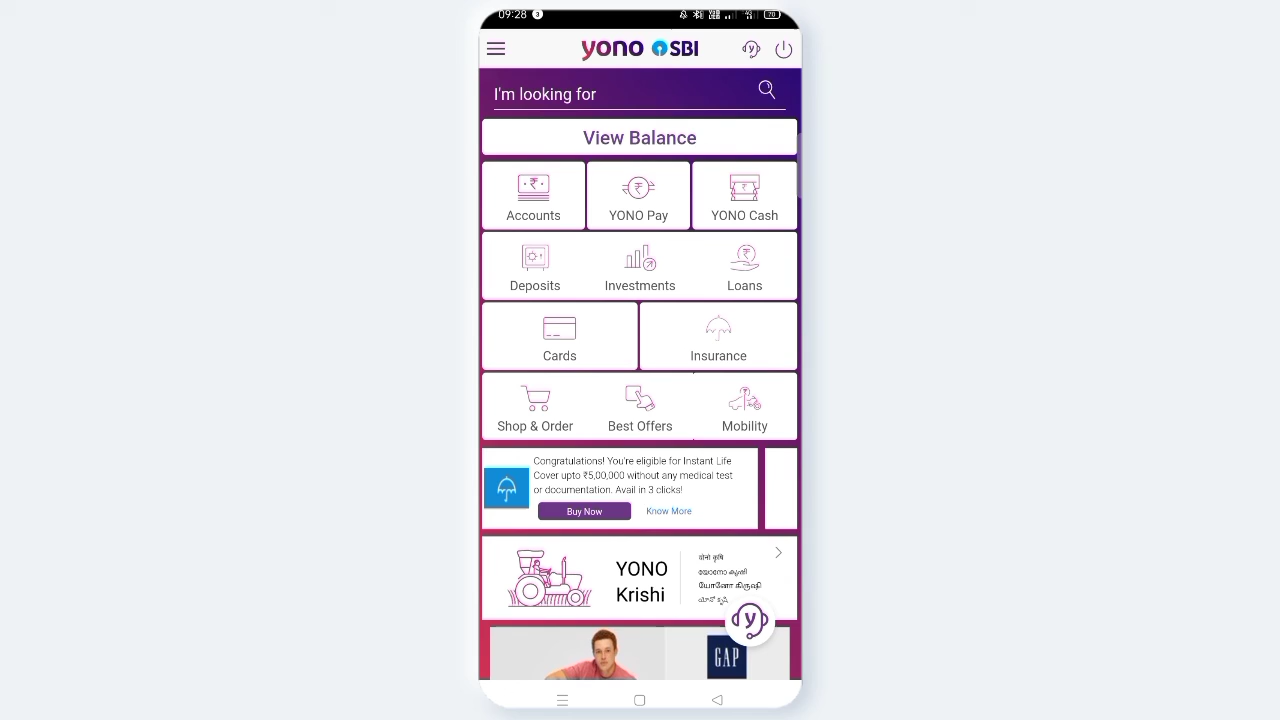 09:28 3
70
yono SBI
I'm looking for
View Balance
Accounts
YONO Pay
YONO Cash
Deposits
Investments
Loans
Cards
Insurance
Shop & Order
Best Offers
Mobility
Congratulations! You're eligible for Instant Life
Cover upto ₹5,00,000 without any medical test
or documentation. Avail in 3 clicks!
Buy Now
Know More
YONO
Krishi
योनो कृषि
യോനോ കൃഷി
யோனோ கிருஷி
యోనో కృషి
GAP